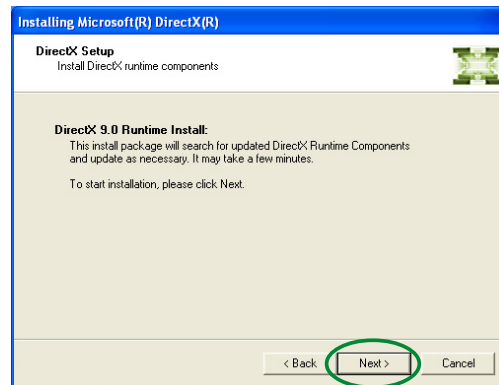 Installing Microsoft(R) DirectX(R)
DirectX Setup
Install DirectX runtime components
DirectX 9.0 Runtime Install:
This install package will search for updated DirectX Runtime Components
and update as necessary. It may take a few minutes.
To start installation, please click Next.
< Back Next > Cancel